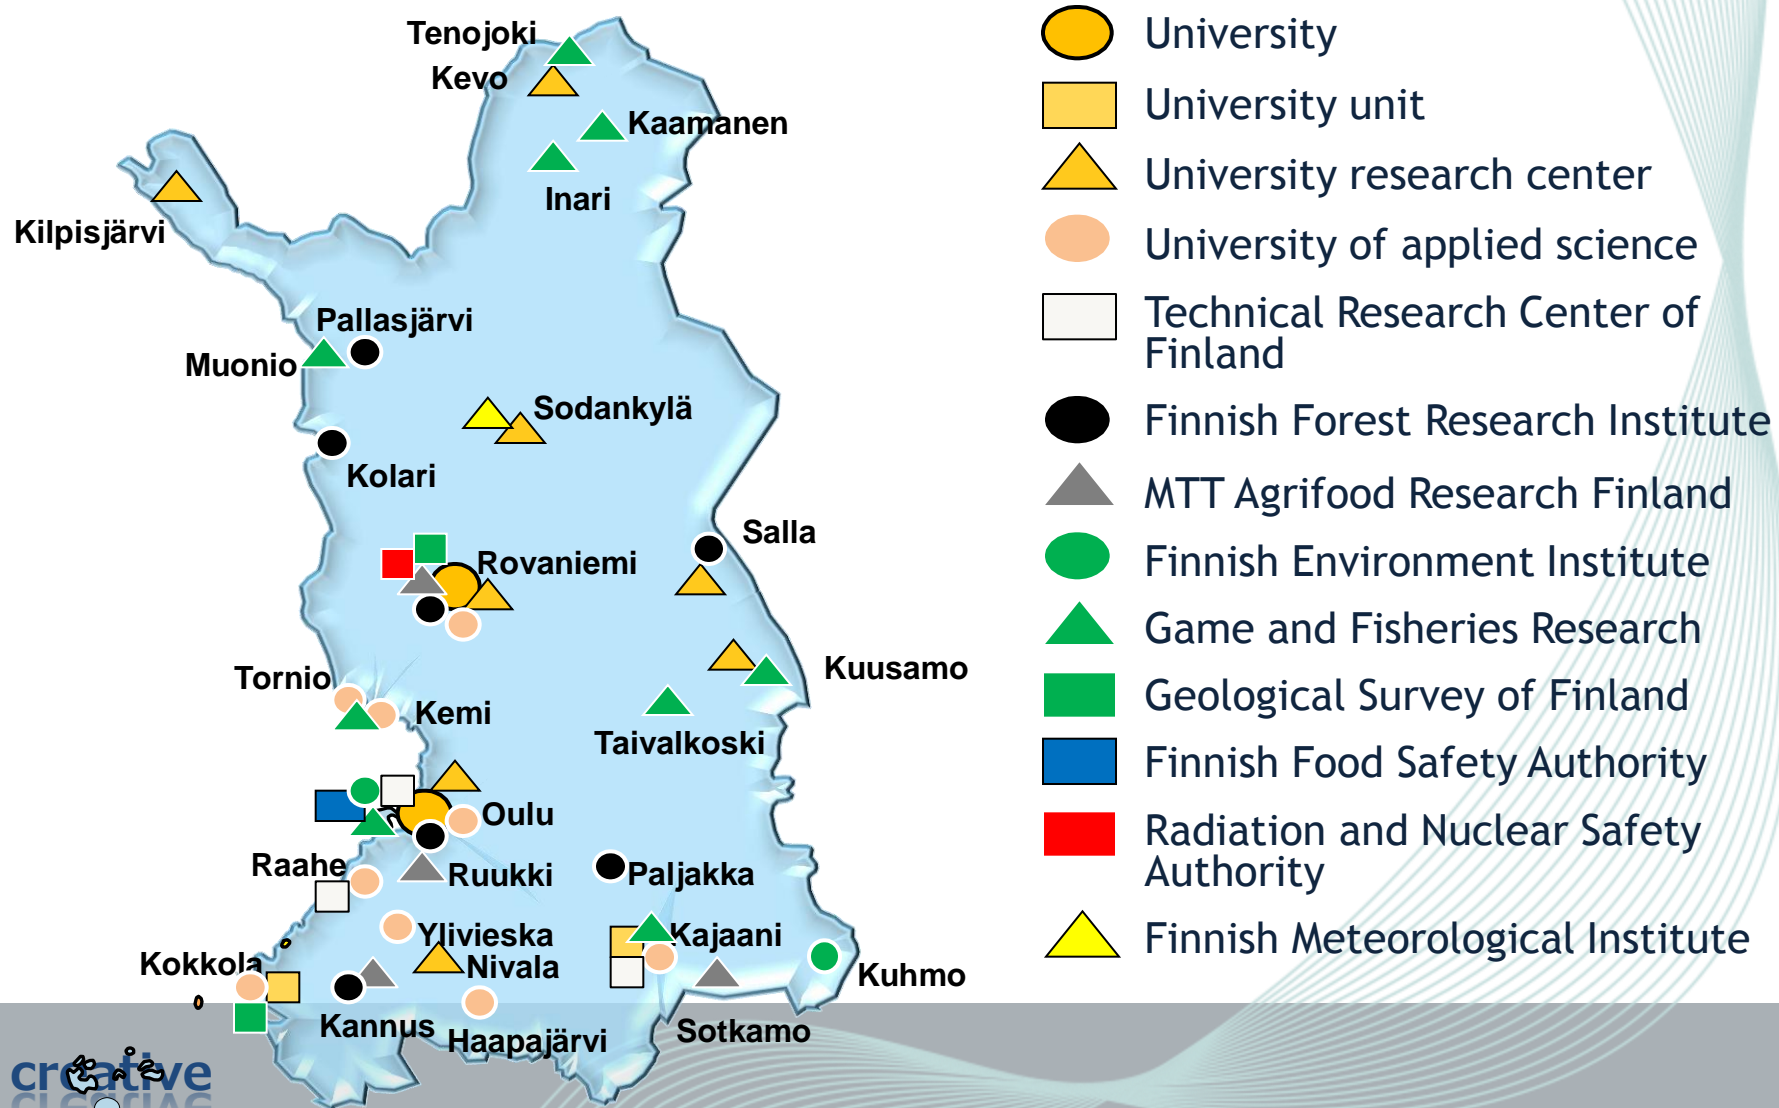 Tenojoki
Kevo
Kaamanen
Inari
Kilpisjärvi
Pallasjärvi
Muonio
Sodankylä
Kolari
Salla
Rovaniemi
Kuusamo
Tornio
Kemi
Taivalkoski
Oulu
Raahe
Ruukki
Paljakka
Ylivieska
Kajaani
Nivala
Kokkola
Kuhmo
Kannus
Haapajärvi
Sotkamo
creative
University
University unit
University research center
University of applied science
Technical Research Center of
Finland
Finnish Forest Research Institute
MTT Agrifood Research Finland
Finnish Environment Institute
Game and Fisheries Research
Geological Survey of Finland
Finnish Food Safety Authority
Radiation and Nuclear Safety
Authority
Finnish Meteorological Institute